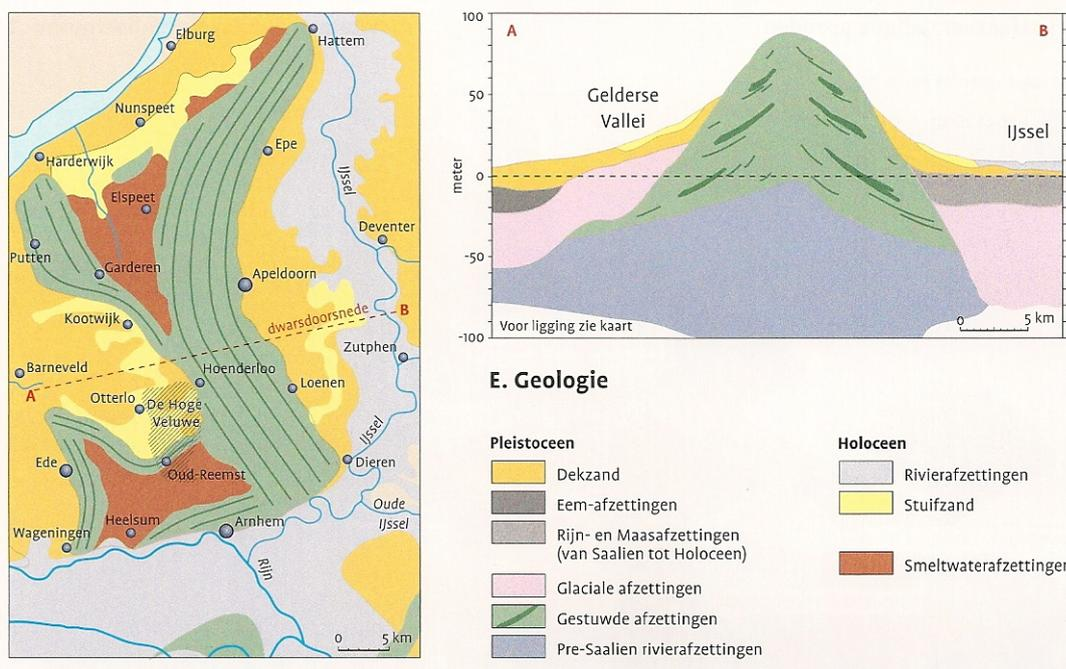 Elburg
Hattem
Nunspeet
Epe
Harderwijk
IJssel
Elspeet
Deventer
Putten
Garderen
Apeldoorn
Kootwijk
dwarsdoorsnede
B
Zutphen
Barneveld
Hoenderloo
A
Loenen
Otterlo
De Hoge
Veluwe
IJssel
Ede
Oud-Reemst
Dieren
Oude
IJssel
Heelsum
Arnhem
Wageningen
Rijn
0 5 km
100
A
B
50
Gelderse
Vallei
IJssel
meter
0
-50
Voor ligging zie kaart
0 5 km
-100
E. Geologie
Pleistoceen
Dekzand
Eem-afzettingen
Rijn- en Maasafzettingen
(van Saalien tot Holoceen)
Glaciale afzettingen
Gestuwde afzettingen
Pre-Saalien rivierafzettingen
Holoceen
Rivierafzettingen
Stuifzand
Smeltwaterafzettingen